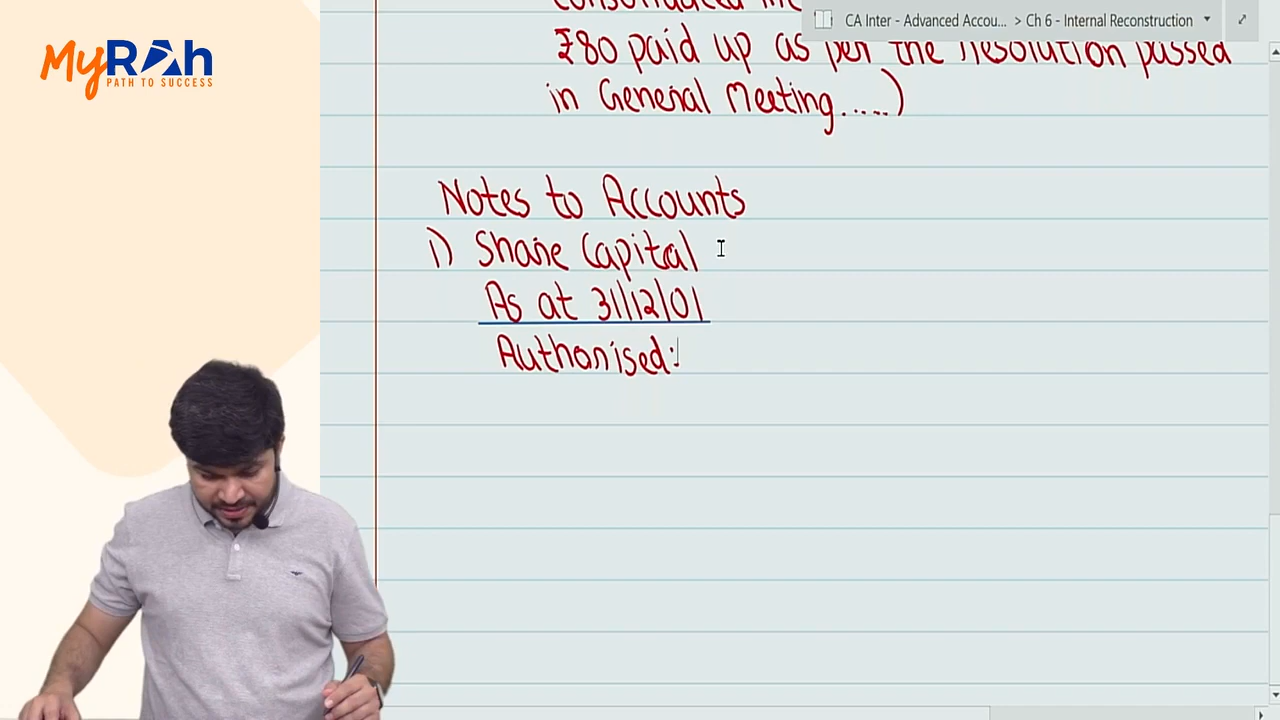 MyRAh
PATH TO SUCCESS
CA Inter - Advanced Accou... > Ch 6 - Internal Reconstruction
₹80 paid up as per the resolution passed
in General Meeting.....)
Notes to Accounts
i) Share Capital
As at 31/12/01
Authorised: